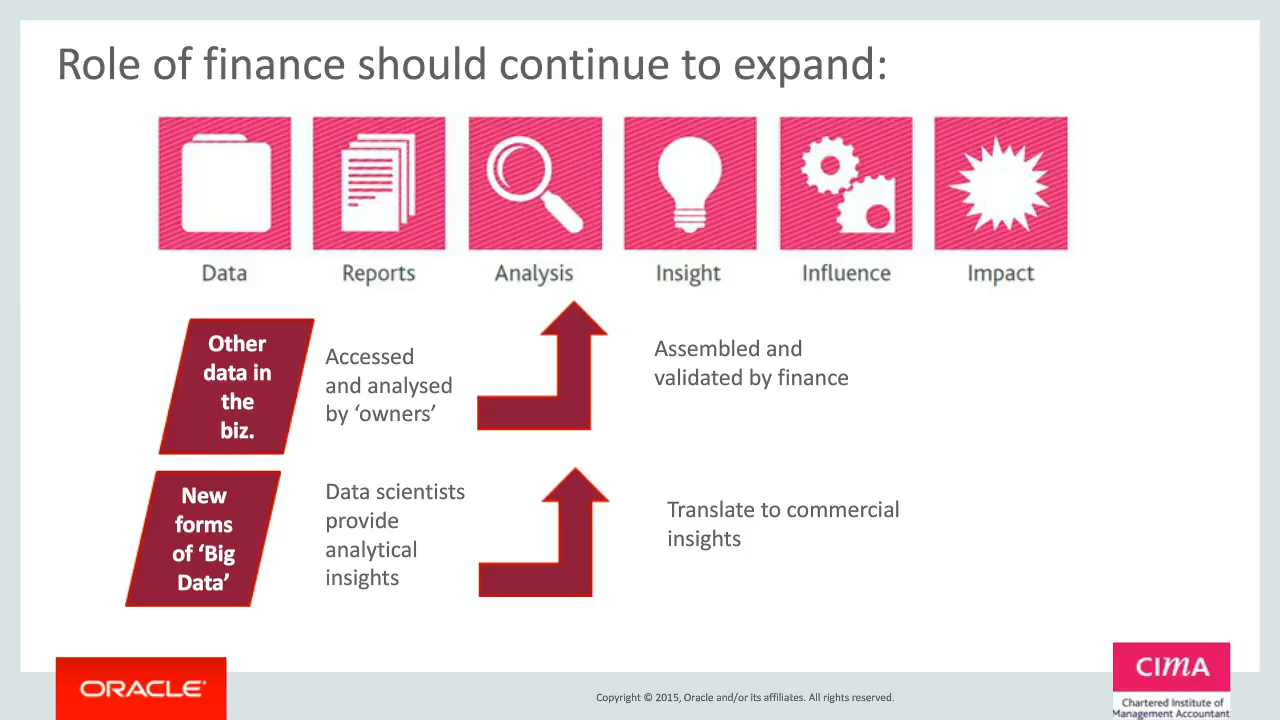 Role of finance should continue to expand:
Data
Reports
Analysis
Insight
Influence
Impact
Other
data in
the
biz.
Accessed
and analysed
by ‘owners’
Assembled and
validated by finance
New
forms
of ‘Big
Data’
Data scientists
provide
analytical
insights
Translate to commercial
insights
ORACLE®
Copyright © 2015, Oracle and/or its affiliates. All rights reserved.
CIMA
Chartered Institute of
Management Accountant